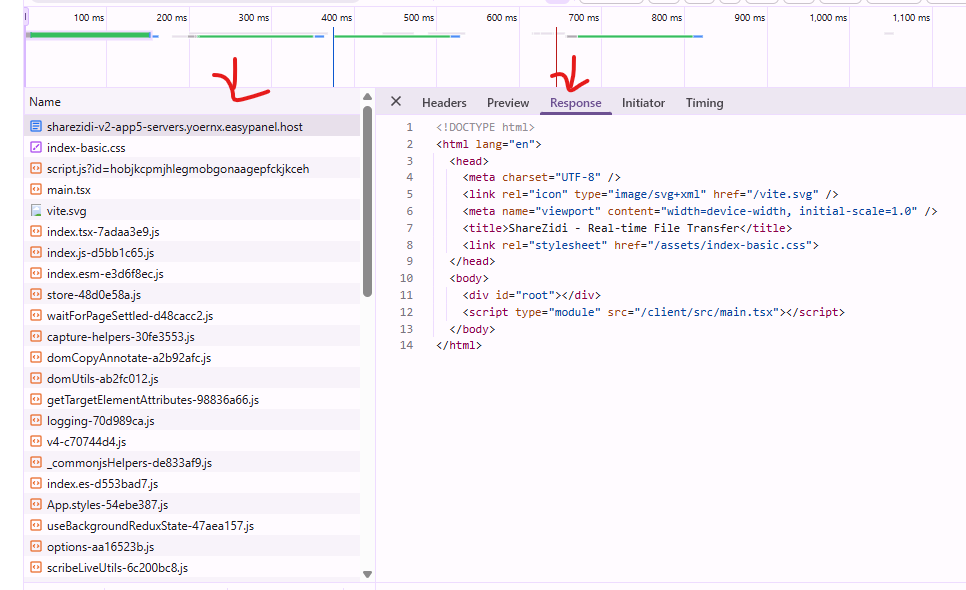 100 ms 200 ms 300 ms 400 ms 500 ms 600 ms 700 ms 800 ms 900 ms 1,000 ms 1,100 ms
Name
sharezidi-v2-app5-servers.yoernx.easypanel.host
index-basic.css
script.js?id=hobjkcpmjhlegmobgonaagepfckjkceh
main.tsx
vite.svg
index.tsx-7adaa3e9.js
index.js-d5bb1c65.js
index.esm-e3d6f8ec.js
store-48d0e58a.js
waitForPageSettled-d48cacc2.js
capture-helpers-30fe3553.js
domCopyAnnotate-a2b92afc.js
domUtils-ab2fc012.js
getTargetElementAttributes-98836a66.js
logging-70d989ca.js
v4-c70744d4.js
_commonjsHelpers-de833af9.js
index.es-d553bad7.js
App.styles-54ebe387.js
useBackgroundReduxState-47aea157.js
options-aa16523b.js
scribeLiveUtils-6c200bc8.js
Headers Preview Response Initiator Timing
1 <!DOCTYPE html>
2 <html lang="en">
3 <head>
4 <meta charset="UTF-8" />
5 <link rel="icon" type="image/svg+xml" href="/vite.svg" />
6 <meta name="viewport" content="width=device-width, initial-scale=1.0" />
7 <title>ShareZidi - Real-time File Transfer</title>
8 <link rel="stylesheet" href="/assets/index-basic.css">
9 </head>
10 <body>
11 <div id="root"></div>
12 <script type="module" src="/client/src/main.tsx"></script>
13 </body>
14 </html>